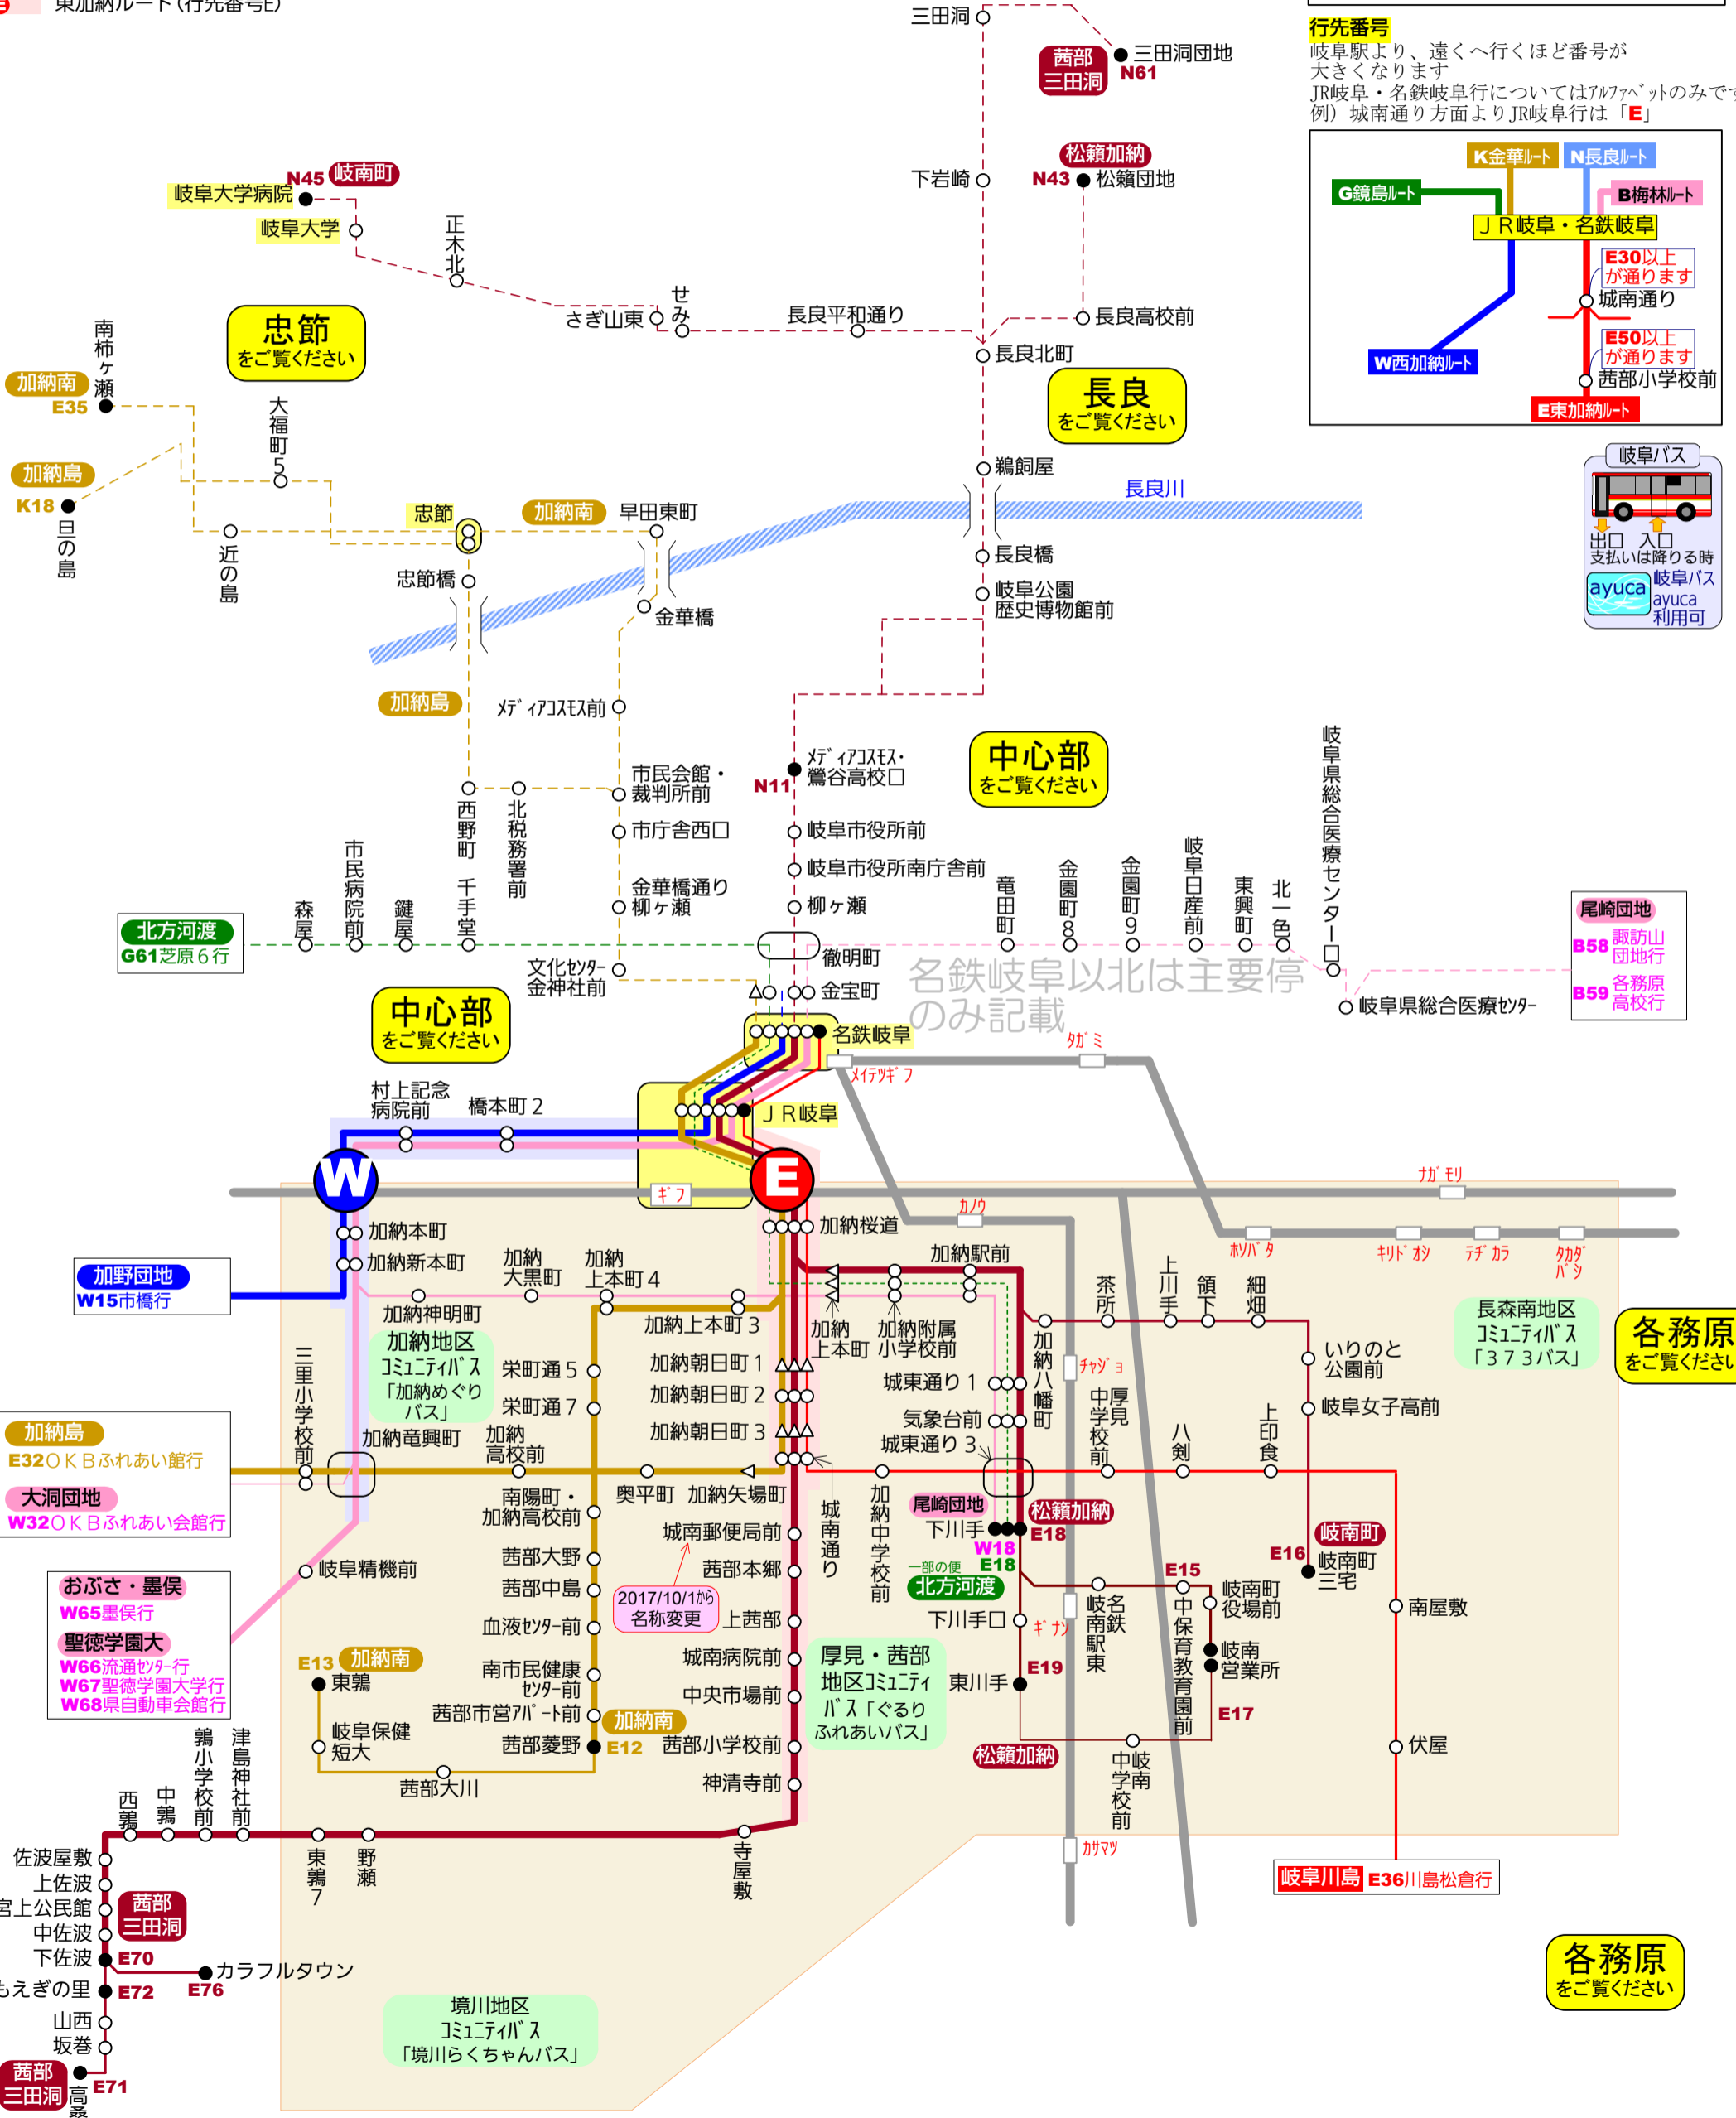 東加納ルート(行先番号E)
三田洞
茜部
三田洞
三田洞団地
N61
行先番号
岐阜駅より、遠くへ行くほど番号が
大きくなります
JR岐阜・名鉄岐阜行についてはアルファベットのみです
例）城南通り方面よりJR岐阜行は「E」
K金華ルート
N長良ルート
G鏡島ルート
B梅林ルート
ＪＲ岐阜・名鉄岐阜
E30以上
が通ります
城南通り
E50以上
が通ります
茜部小学校前
W西加納ルート
E東加納ルート
岐阜バス
出口
入口
支払いは降りる時
ayuca
岐阜バス
ayuca
利用可
N45
岐南町
岐阜大学病院
岐阜大学
正木北
さぎ山東
せみ
長良平和通り
下岩崎
松籟加納
N43
松籟団地
長良高校前
長良北町
忠節
をご覧ください
長良
をご覧ください
南柿ヶ瀬
加納南
E35
大福町5
加納島
K18
旦の島
近の島
忠節
加納南
早田東町
忠節橋
金華橋
鵜飼屋
長良川
長良橋
岐阜公園
歴史博物館前
加納島
メディアコスモス前
メディアコスモス・
鶯谷高校口
N11
中心部
をご覧ください
市民会館・
裁判所前
市庁舎西口
岐阜市役所前
岐阜市役所南庁舎前
金華橋通り
柳ヶ瀬
柳ヶ瀬
西野町
北税務署前
千手堂
鍵屋
市民病院前
森屋
北方河渡
G61芝原６行
竜田町
金園町8
金園町9
岐阜日産前
東興町
北一色
岐阜県総合医療センター口
岐阜県総合医療センター
尾崎団地
B58 諏訪山
団地行
B59 各務原
高校行
文化センター
金神社前
徹明町
金宝町
名鉄岐阜以北は主要停
のみ記載
中心部
をご覧ください
名鉄岐阜
メイテツギフ
タガミ
ＪＲ岐阜
村上記念
病院前
橋本町２
W
E
ギフ
カノウ
ナガモリ
ホソバタ
キリドオシ
テヂカラ
タカダ
バシ
加納本町
加納新本町
加納桜道
加野団地
W15市橋行
加納
大黒町
加納
上本町４
加納神明町
加納上本町３
加納
上本町
加納附属
小学校前
加納駅前
加納八幡町
茶所
上川手
領下
細畑
いりのと
公園前
岐阜女子高前
長森南地区
コミュニティバス
「３７３バス」
各務原
をご覧ください
加納地区
コミュニティバス
「加納めぐり
バス」
三里小学校前
加納竜興町
栄町通５
栄町通７
加納朝日町１
加納朝日町２
加納朝日町３
城東通り１
気象台前
城東通り３
チャジョ
厚見
中学校前
八剣
上印食
加納島
E32ＯＫＢふれあい館行
大洞団地
W32ＯＫＢふれあい会館行
加納
高校前
奥平町
加納矢場町
城南通り
加納中学校前
南陽町・
加納高校前
城南郵便局前
2017/10/1から
名称変更
尾崎団地
下川手
W18
松籟加納
E18
一部の便
E18
北方河渡
岐阜精機前
おぶさ・墨俣
W65墨俣行
聖徳学園大
W66流通センター行
W67聖徳学園大学行
W68県自動車会館行
茜部大野
茜部中島
血液センター前
南市民健康
センター前
茜部市営アパート前
茜部菱野
加納南
E12
E13
加納南
東鶉
岐阜保健
短大
茜部大川
茜部本郷
上茜部
城南病院前
中央市場前
茜部小学校前
神清寺前
厚見・茜部
地区コミュニティ
バス「ぐるり
ふれあいバス」
下川手口
ギナン
東川手
E19
松籟加納
名鉄
岐南駅東
E15
中保育教育園前
岐南町
役場前
岐南
営業所
E17
岐南
中学校前
カサマツ
E16
岐南町
岐南町
三宅
南屋敷
伏屋
岐阜川島
E36川島松倉行
西鶉
中鶉
鶉小学校前
津島神社前
東鶉7
野瀬
寺屋敷
佐波屋敷
上佐波
宮上公民館
中佐波
下佐波
茜部
三田洞
E70
カラフルタウン
E76
もえぎの里
E72
山西
坂巻
茜部
三田洞
E71
境川地区
コミュニティバス
「境川らくちゃんバス」
各務原
をご覧ください